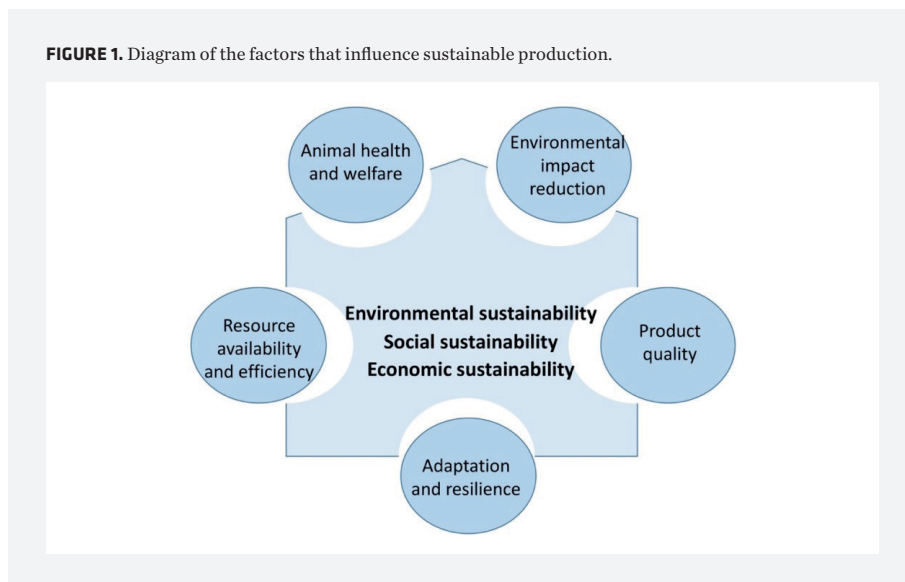 FIGURE 1. Diagram of the factors that influence sustainable production.
Animal health
and welfare
Environmental
impact
reduction
Resource
availability
and efficiency
Environmental sustainability
Social sustainability
Economic sustainability
Product
quality
Adaptation
and resilience